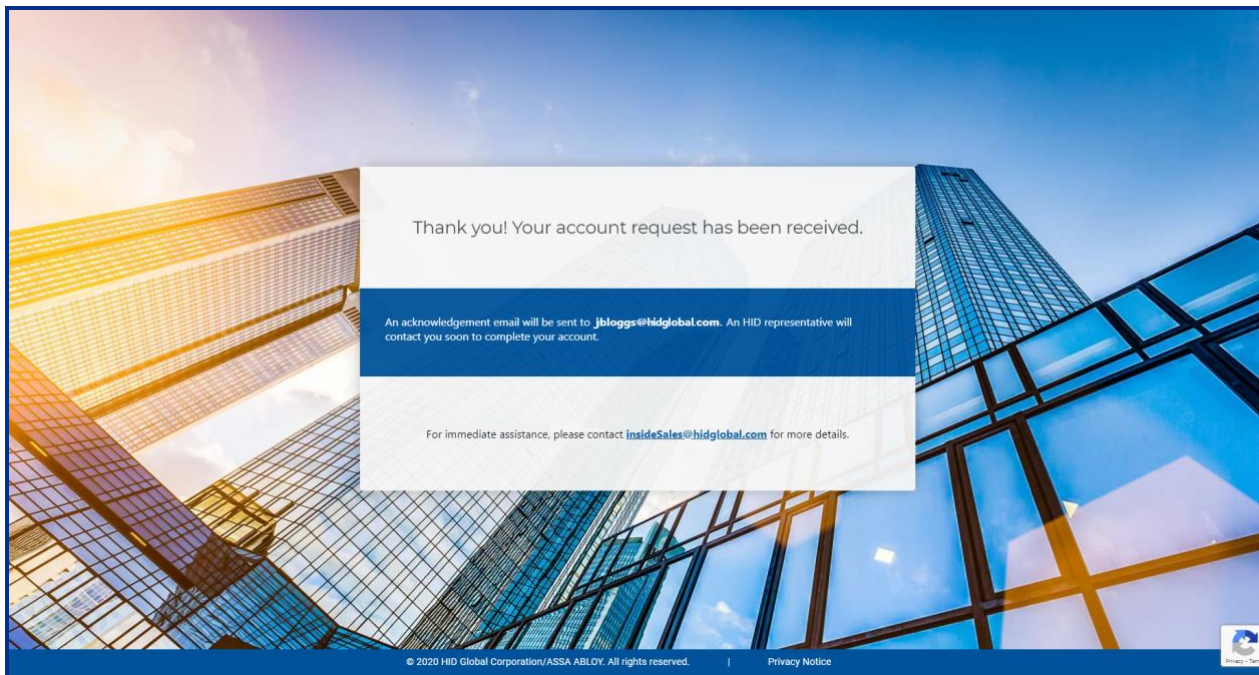 Thank you! Your account request has been received.
An acknowledgement email will be sent to jbloggs@hidglobal.com. An HID representative will
contact you soon to complete your account.
For immediate assistance, please contact insideSales@hidglobal.com for more details.
© 2020 HID Global Corporation/ASSA ABLOY. All rights reserved. | Privacy Notice
Privacy -